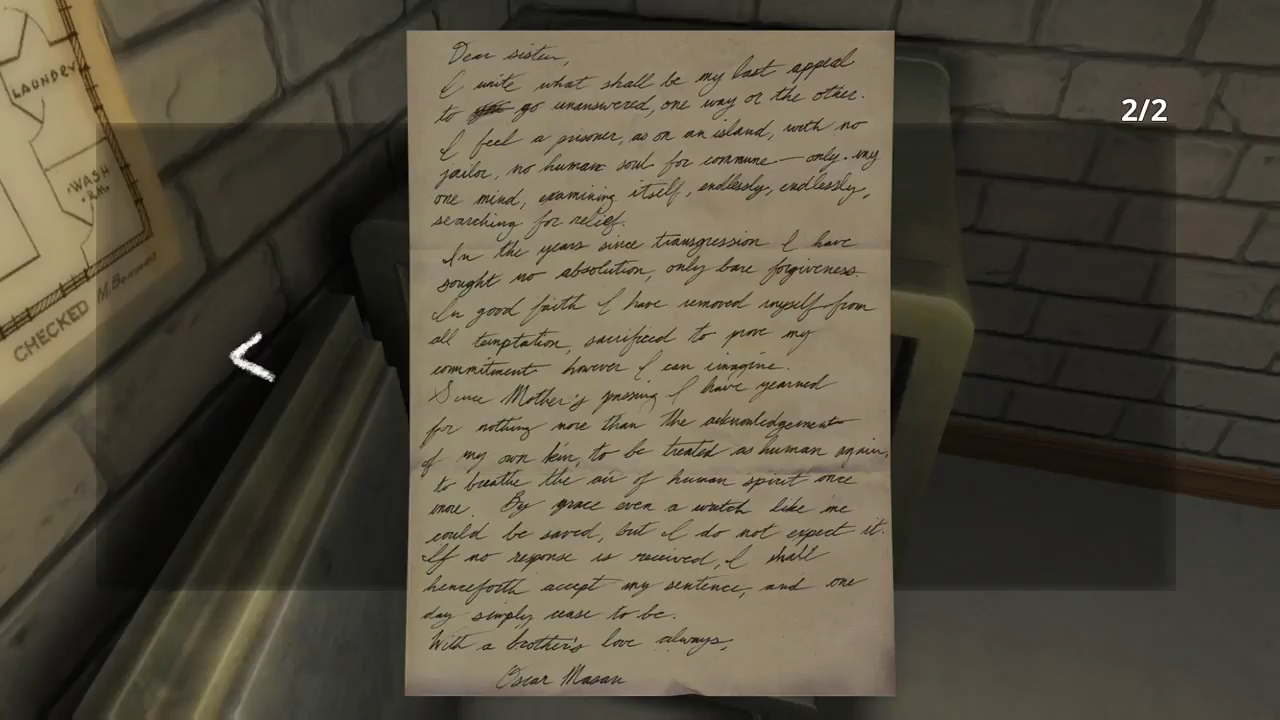 LAUNDRY
WASH
RM.
CHECKED
2/2
Dear sister,
I write what shall be my last appeal
to go unanswered, one way or the other.
I feel a prisoner, as on an island, with no
jailor, no human soul for commune — only my
one mind, examining itself, endlessly, endlessly,
searching for relief.
In the years since transgression I have
sought no absolution, only bare forgiveness.
In good faith I have removed myself from
all temptation, sacrificed to prove my
commitment however I can imagine.
Since Mother's passing I have yearned
for nothing more than the acknowledgement
of my own kin, to be treated as human again,
to breathe the air of human spirit once
more. By grace even a wretch like me
could be saved, but I do not expect it.
If no response is received, I shall
henceforth accept my sentence, and one
day simply cease to be.
With a brother's love always,
Oscar Mason